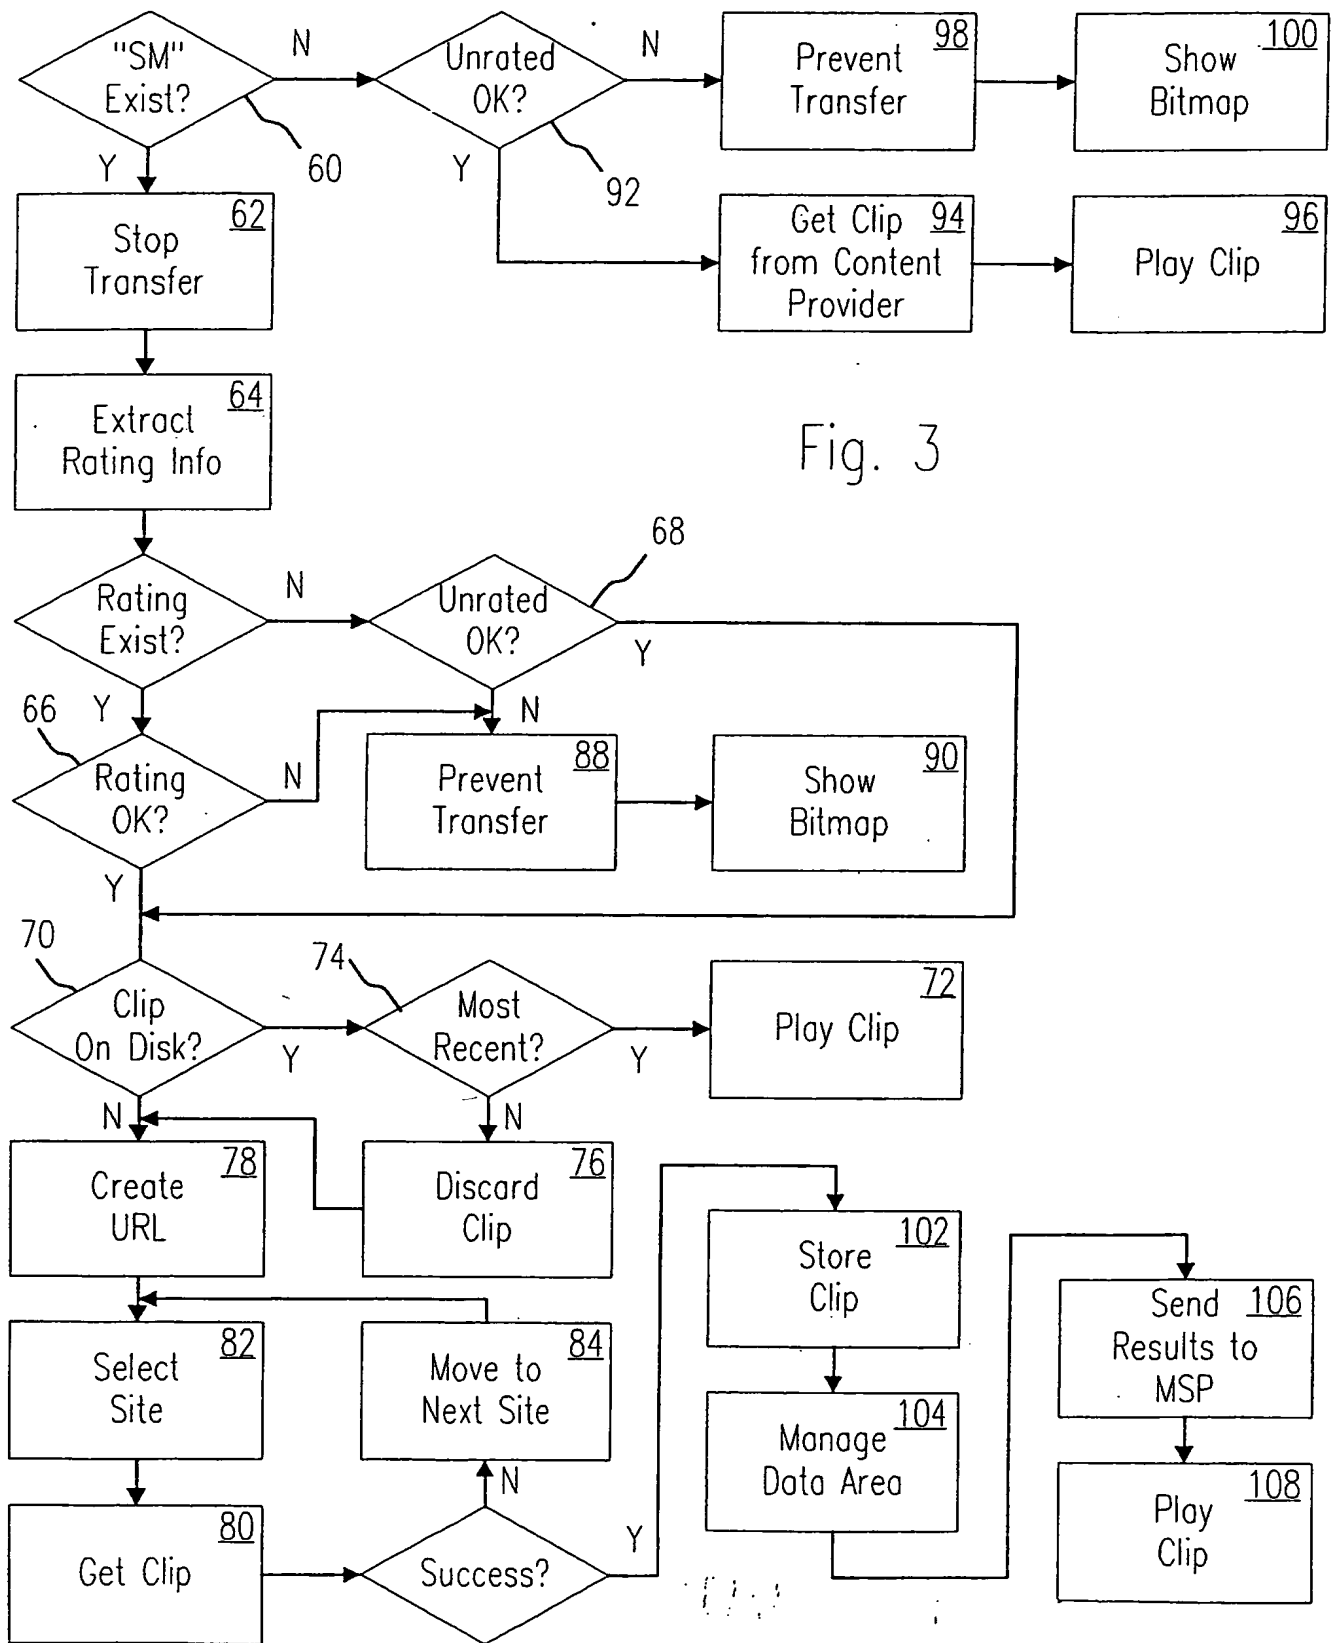 "SM"
Exist?
N
Y
60
Unrated
OK?
N
Y
92
98
Prevent
Transfer
100
Show
Bitmap
62
Stop
Transfer
94
Get Clip
from Content
Provider
96
Play Clip
64
Extract
Rating Info
Fig. 3
Rating
Exist?
N
Y
68
Unrated
OK?
Y
N
66
Rating
OK?
N
Y
88
Prevent
Transfer
90
Show
Bitmap
70
Clip
On Disk?
Y
N
74
Most
Recent?
Y
N
72
Play Clip
78
Create
URL
76
Discard
Clip
102
Store
Clip
82
Select
Site
84
Move to
Next Site
104
Manage
Data Area
106
Send
Results to
MSP
80
Get Clip
N
Success?
Y
108
Play
Clip